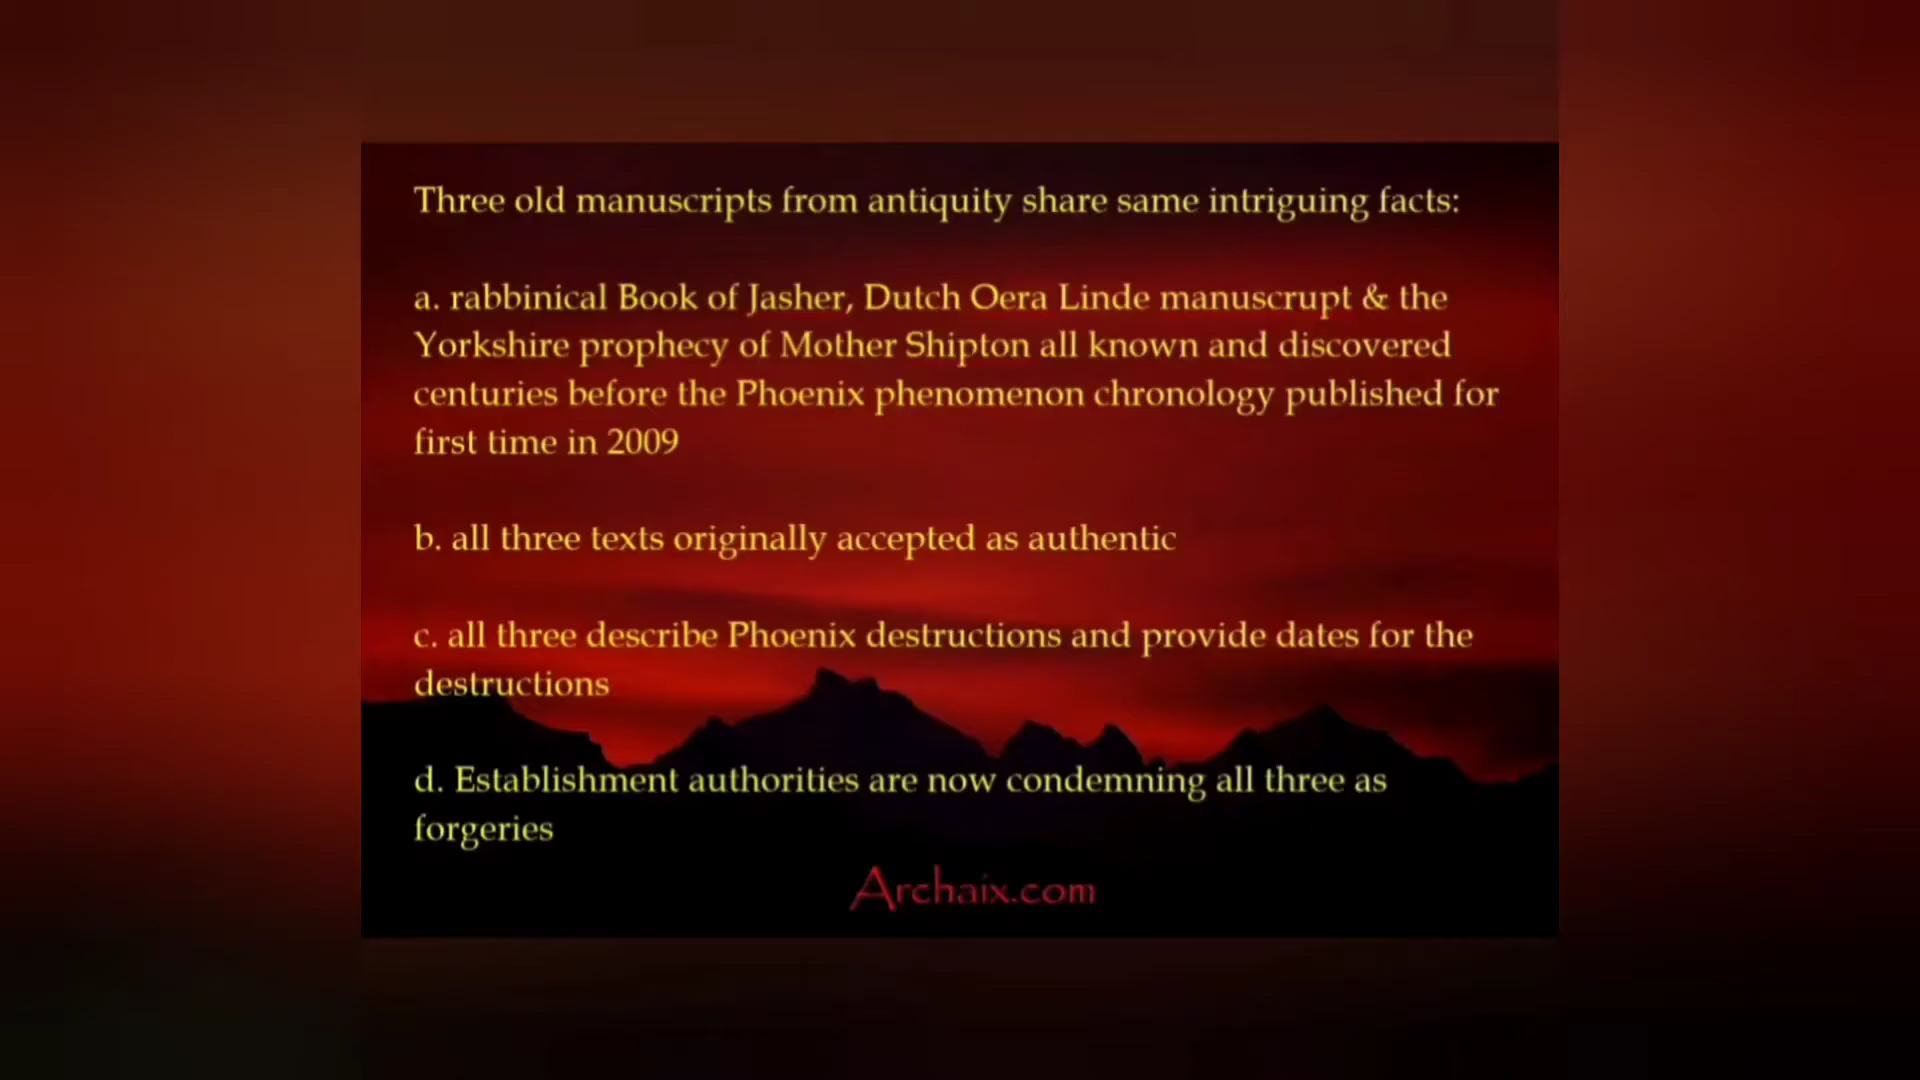 Three old manuscripts from antiquity share same intriguing facts:
a. rabbinical Book of Jasher, Dutch Oera Linde manuscrupt & the
Yorkshire prophecy of Mother Shipton all known and discovered
centuries before the Phoenix phenomenon chronology published for
first time in 2009
b. all three texts originally accepted as authentic
c. all three describe Phoenix destructions and provide dates for the
destructions
d. Establishment authorities are now condemning all three as
forgeries
Archaix.com